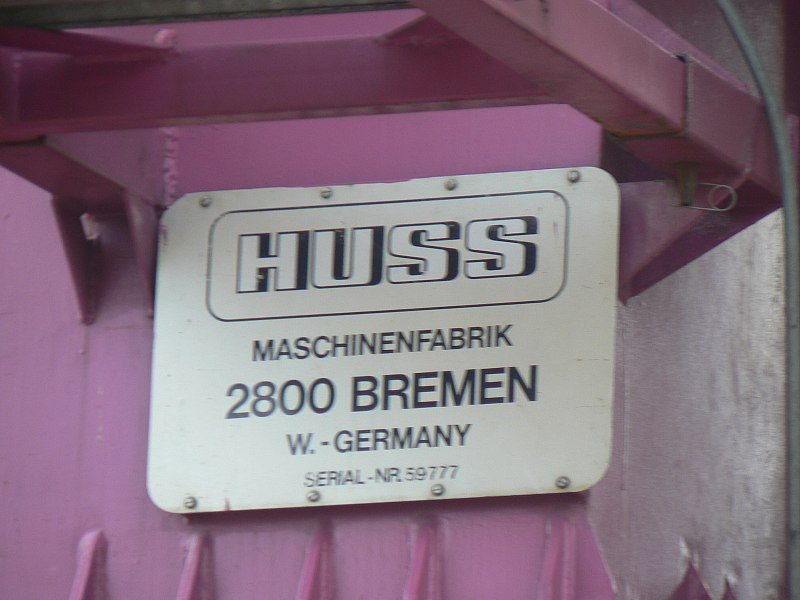 HUSS
MASCHINENFABRIK
2800 BREMEN
W.-GERMANY
SERIAL-NR. 59777